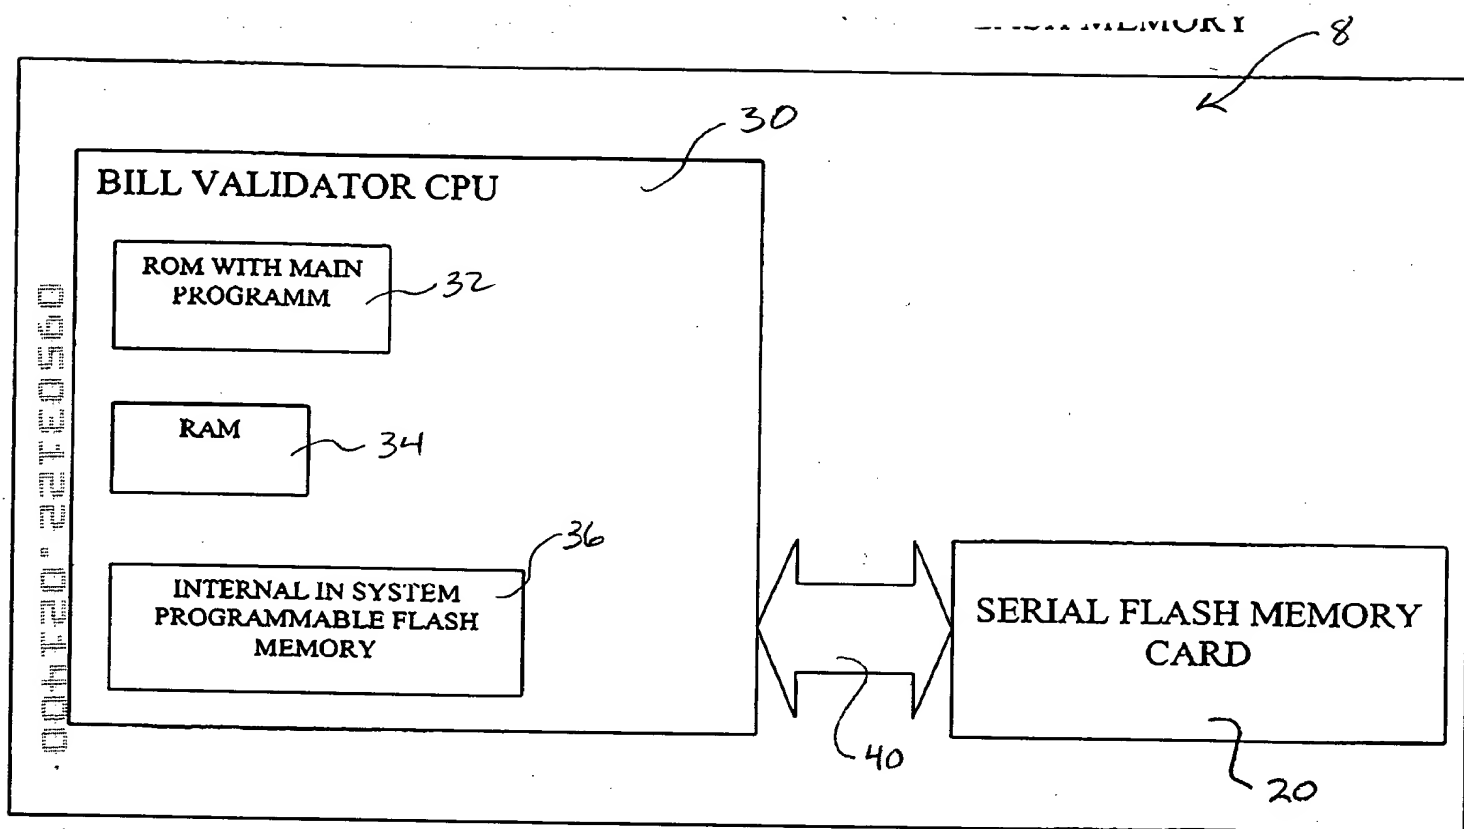 MEMORY
8
30
BILL VALIDATOR CPU
ROM WITH MAIN
PROGRAMM
32
RAM
34
36
INTERNAL IN SYSTEM
PROGRAMMABLE FLASH
MEMORY
SERIAL FLASH MEMORY
CARD
40
20